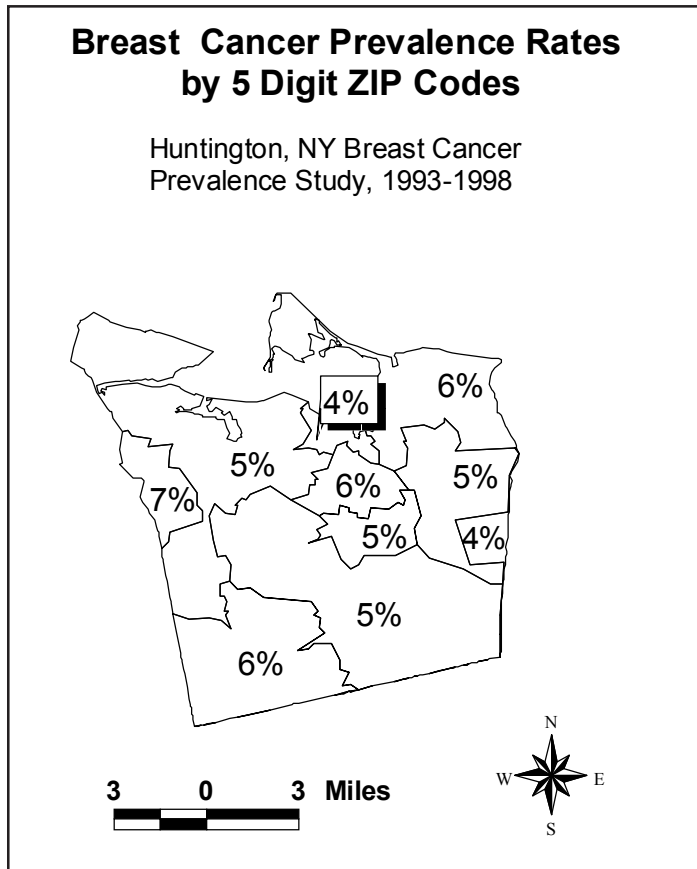 Breast Cancer Prevalence Rates
by 5 Digit ZIP Codes
Huntington, NY Breast Cancer
Prevalence Study, 1993-1998
6%
4%
5%
5%
6%
7%
5%
4%
5%
6%
N
W E
S
3 0 3 Miles